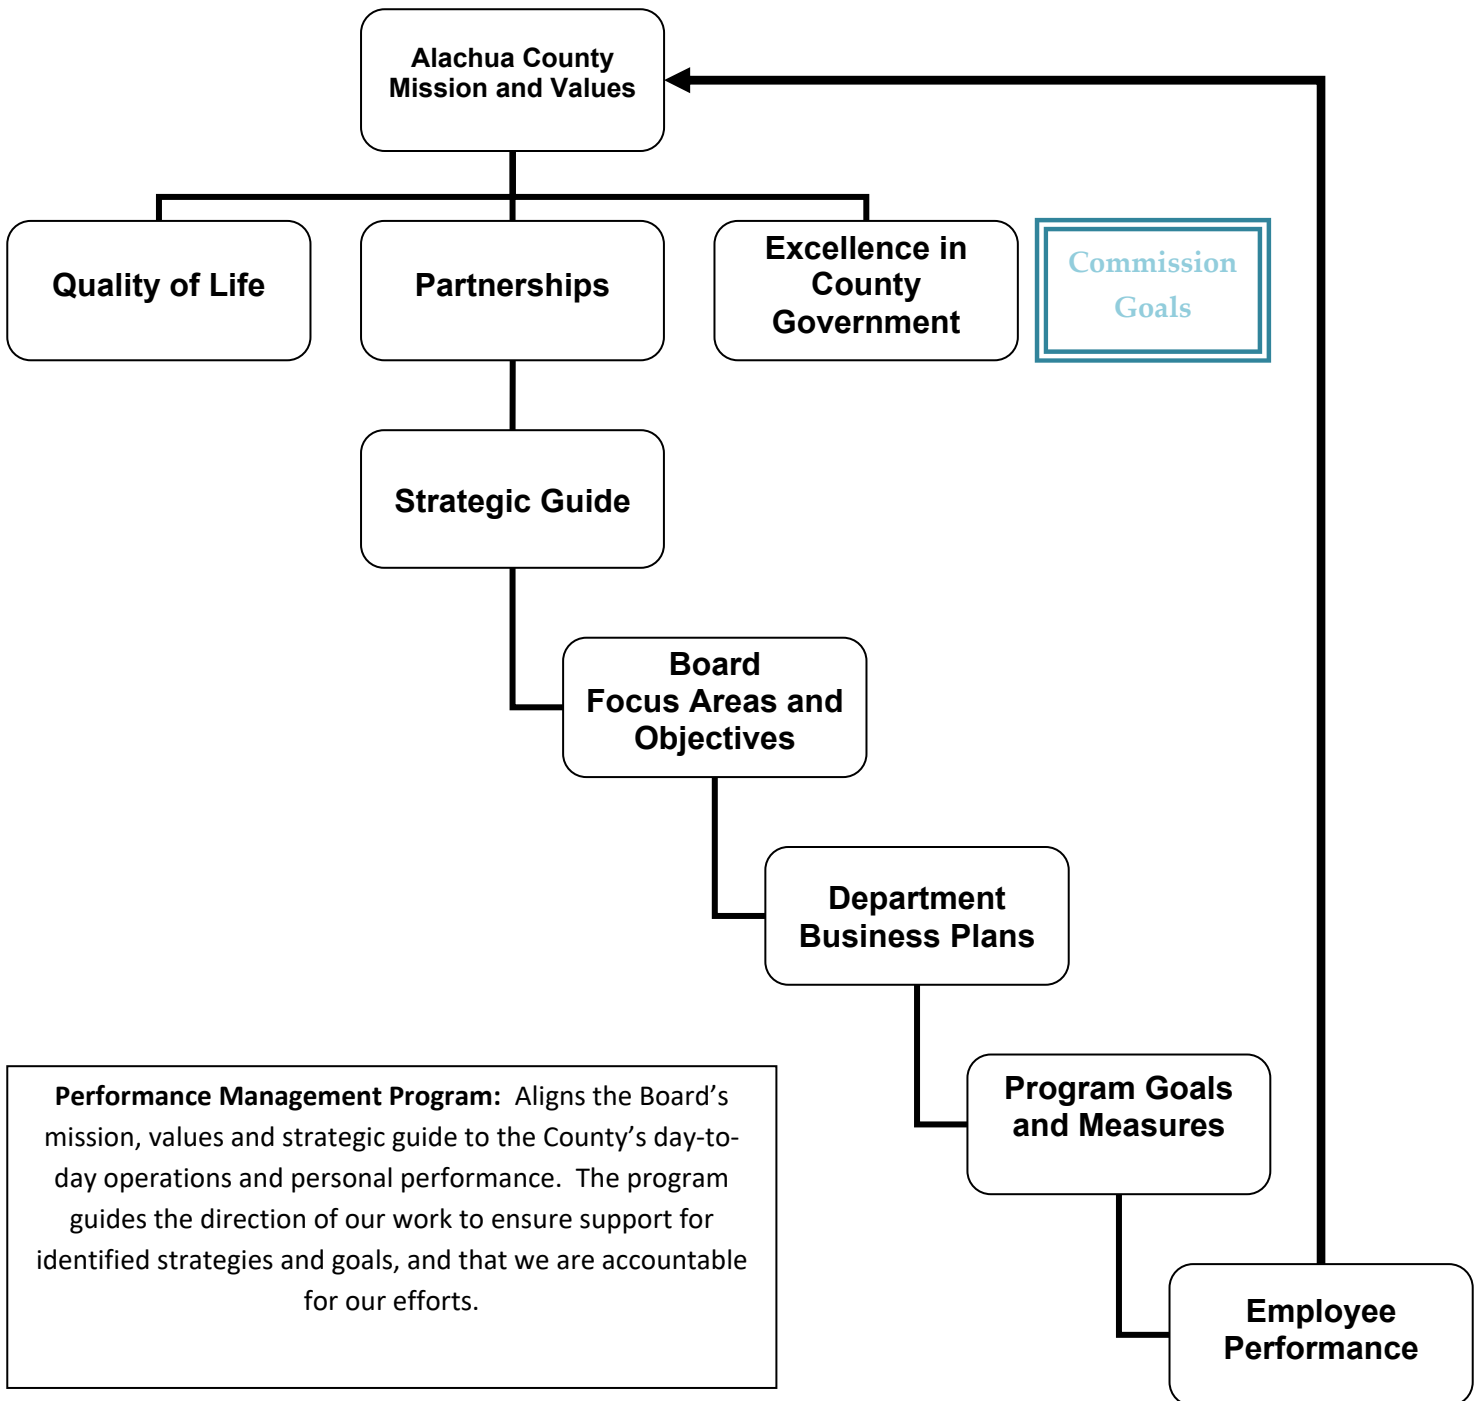 Alachua County
Mission and Values
Quality of Life
Partnerships
Excellence in
County
Government
Commission
Goals
Strategic Guide
Board
Focus Areas and
Objectives
Department
Business Plans
Program Goals
and Measures
Performance Management Program:  Aligns the Board’s
mission, values and strategic guide to the County’s day-to-
day operations and personal performance.  The program
guides the direction of our work to ensure support for
identified strategies and goals, and that we are accountable
for our efforts.
Employee
Performance